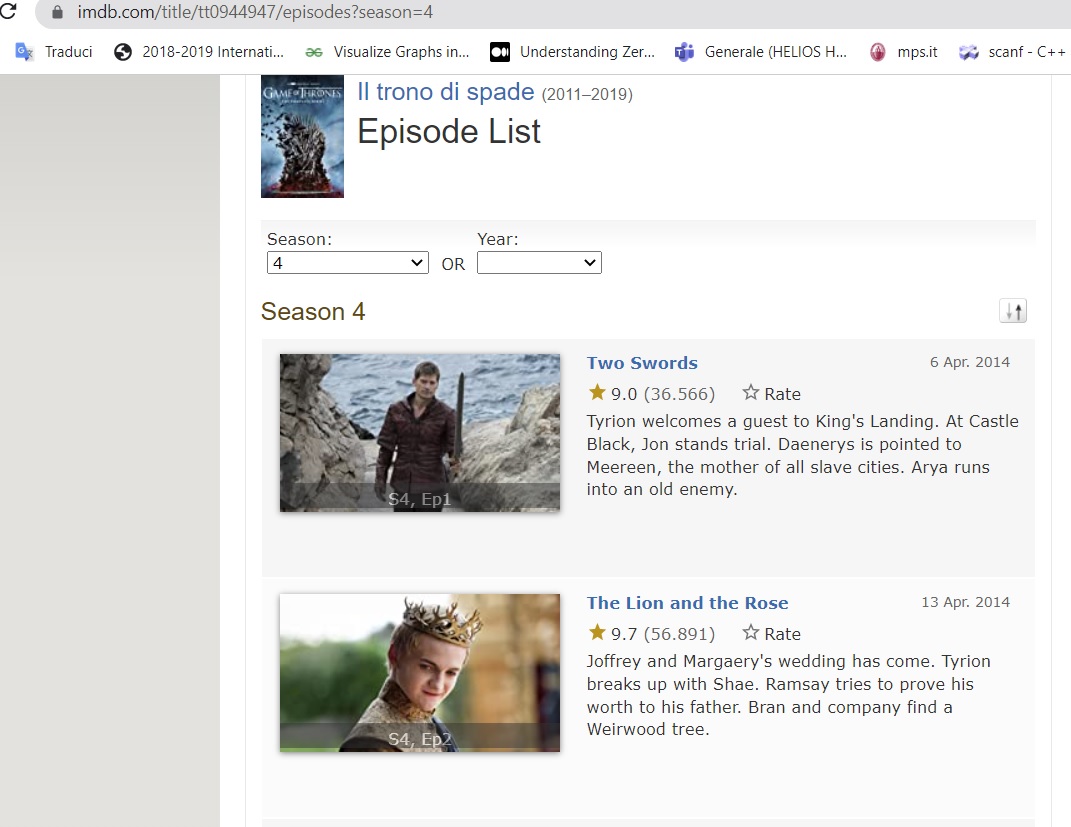 imdb.com/title/tt0944947/episodes?season=4
Traduci 2018-2019 Internati... Visualize Graphs in... Understanding Zer... Generale (HELIOS H... mps.it scanf - C++
GAME OF THRONES
Il trono di spade (2011–2019)
Episode List
Season: Year:
4 OR
Season 4
Two Swords 6 Apr. 2014
9.0 (36.566) Rate
Tyrion welcomes a guest to King's Landing. At Castle
Black, Jon stands trial. Daenerys is pointed to
Meereen, the mother of all slave cities. Arya runs
into an old enemy.
S4, Ep1
The Lion and the Rose 13 Apr. 2014
9.7 (56.891) Rate
Joffrey and Margaery's wedding has come. Tyrion
breaks up with Shae. Ramsay tries to prove his
worth to his father. Bran and company find a
Weirwood tree.
S4, Ep2